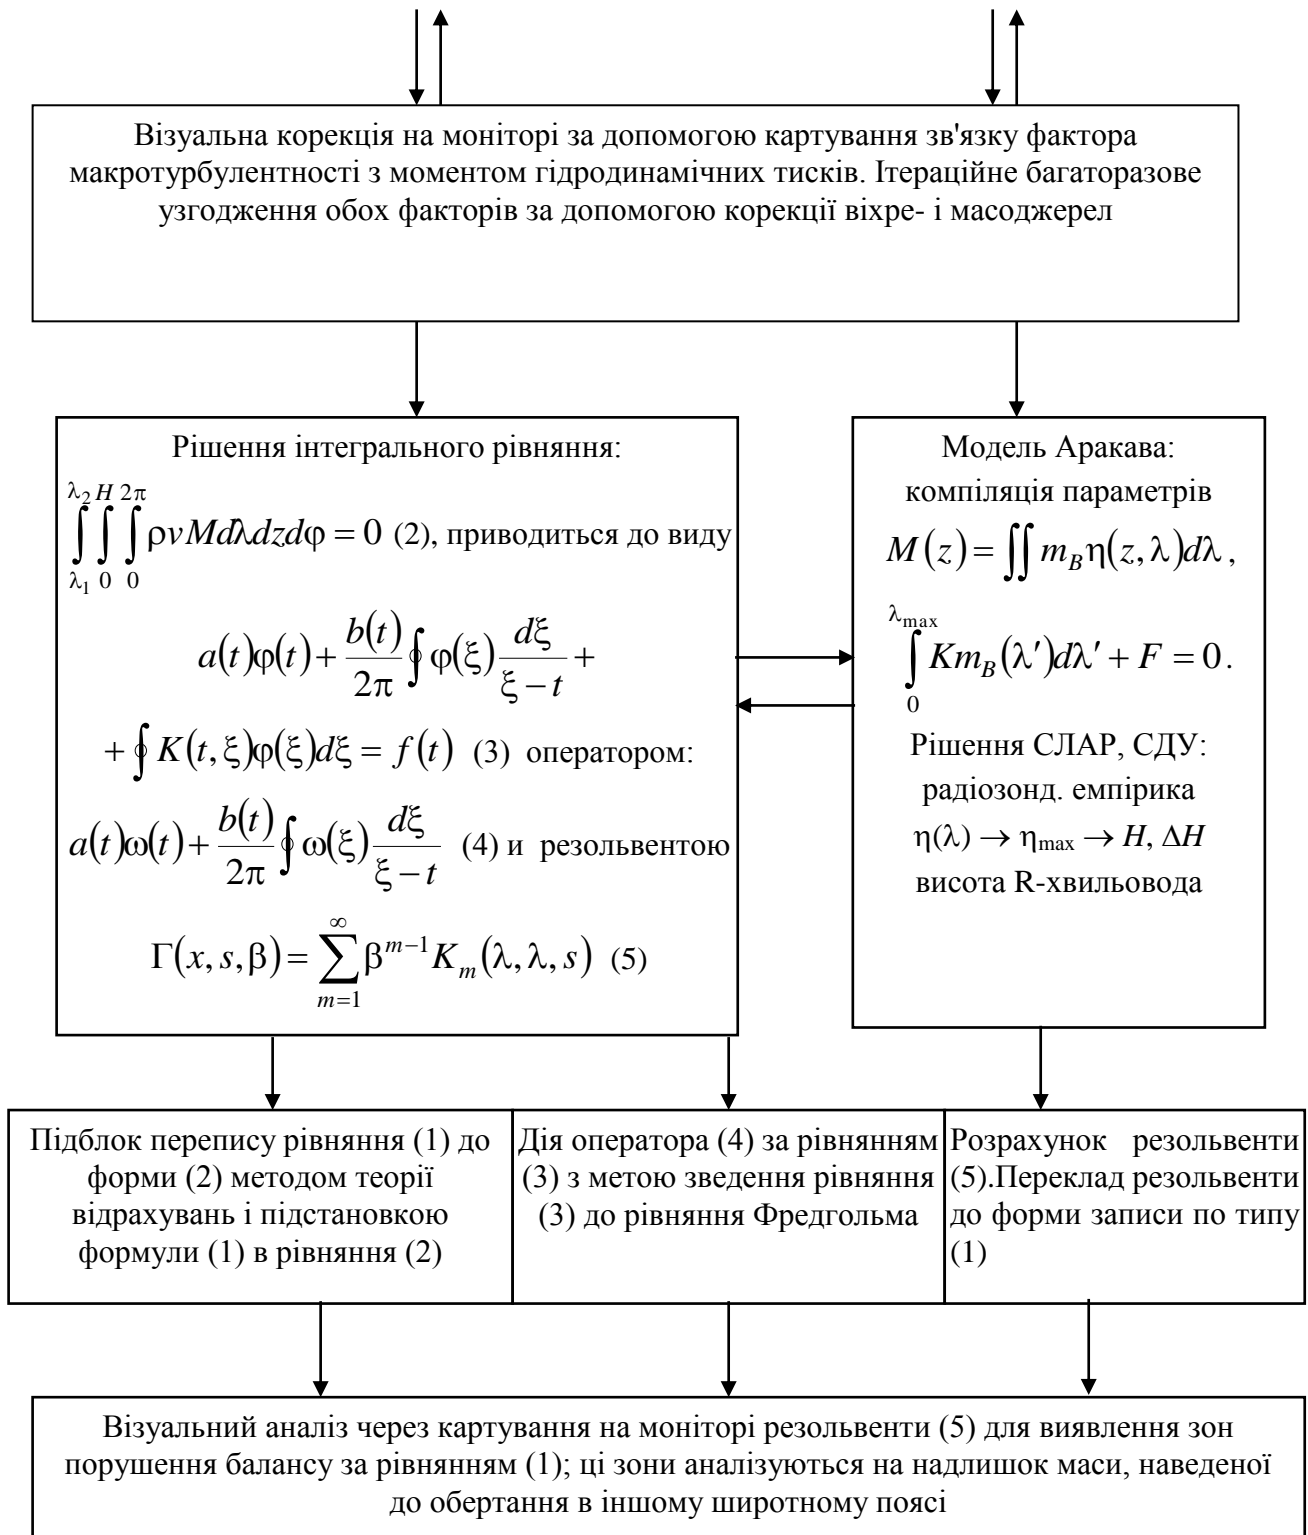 Візуальна корекція на моніторі за допомогою картування зв'язку фактора
макротурбулентності з моментом гідродинамічних тисків. Ітераційне багаторазове
узгодження обох факторів за допомогою корекції віхре- і масоджерел
Рішення інтегрального рівняння:
∫_{λ₁}^{λ₂} ∫_0^H ∫_0^{2π} ρvMdλdzdφ = 0 (2), приводиться до виду
a(t)φ(t) + b(t)/2π ∮ φ(ξ) dξ/(ξ − t) +
+ ∮ K(t, ξ)φ(ξ)dξ = f(t) (3) оператором:
a(t)ω(t) + b(t)/2π ∮ ω(ξ) dξ/(ξ − t) (4) и резольвентою
Γ(x, s, β) = ∑_{m=1}^{∞} β^{m−1} K_m(λ, λ, s) (5)
Модель Аракава:
компіляція параметрів
M(z) = ∬ m_B η(z, λ)dλ,
∫_0^{λmax} Km_B(λ′)dλ′ + F = 0.
Рішення СЛАР, СДУ:
радіозонд. емпірика
η(λ) → η_max → H, ΔH
висота R-хвильовода
Підблок перепису рівняння (1) до
форми (2) методом теорії
відрахувань і підстановкою
формули (1) в рівняння (2)
Дія оператора (4) за рівнянням
(3) з метою зведення рівняння
(3) до рівняння Фредгольма
Розрахунок резольвенти
(5).Переклад резольвенти
до форми записи по типу
(1)
Візуальний аналіз через картування на моніторі резольвенти (5) для виявлення зон
порушення балансу за рівнянням (1); ці зони аналізуються на надлишок маси, наведеної
до обертання в іншому широтному поясі